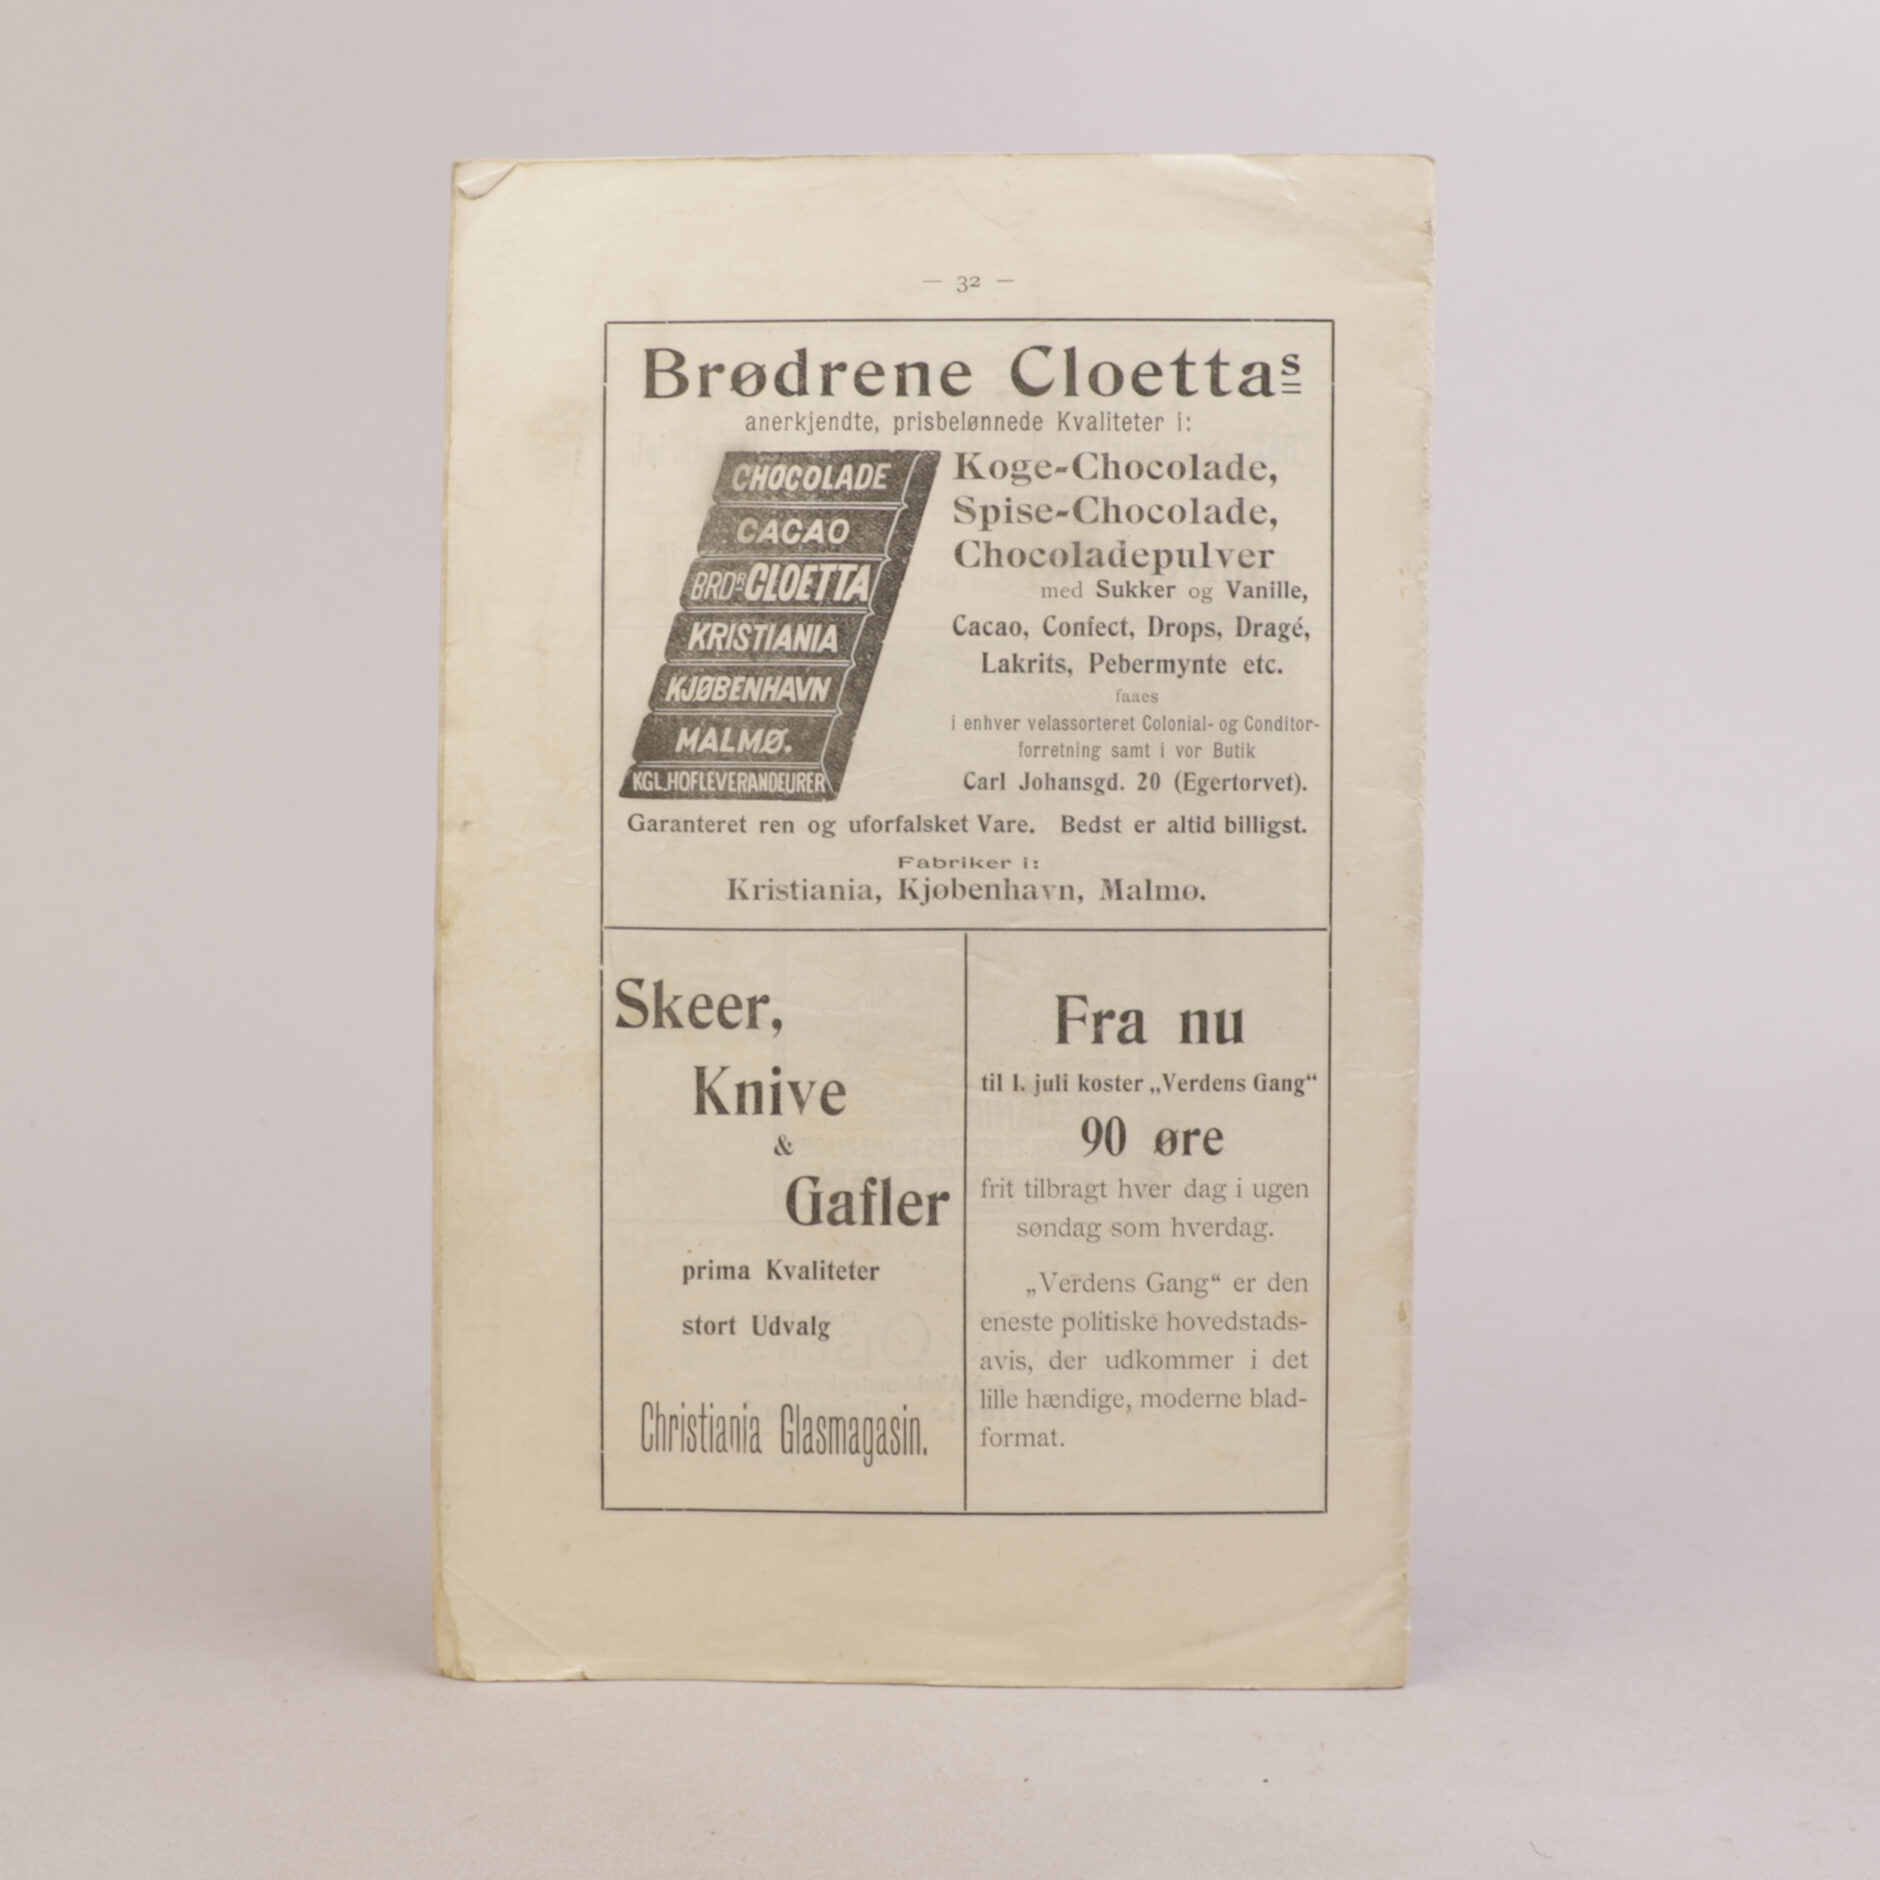 — 32 —
Brødrene Cloettas
anerkjendte, prisbelønnede Kvaliteter i:
CHOCOLADE
CACAO
BRDR CLOETTA
KRISTIANIA
KJØBENHAVN
MALMØ.
KGL. HOFLEVERANDEURER
Koge-Chocolade,
Spise-Chocolade,
Chocoladepulver
med Sukker og Vanille,
Cacao, Confect, Drops, Dragé,
Lakrits, Pebermynte etc.
faaes
i enhver velassorteret Colonial- og Conditor-
forretning samt i vor Butik
Carl Johansgd. 20 (Egertorvet).
Garanteret ren og uforfalsket Vare. Bedst er altid billigst.
Fabriker i:
Kristiania, Kjøbenhavn, Malmø.
Skeer,
Knive
&
Gafler
prima Kvaliteter
stort Udvalg
Christiania Glasmagasin.
Fra nu
til 1. juli koster „Verdens Gang“
90 øre
frit tilbragt hver dag i ugen
søndag som hverdag.
„Verdens Gang“ er den
eneste politiske hovedstads-
avis, der udkommer i det
lille hændige, moderne blad-
format.